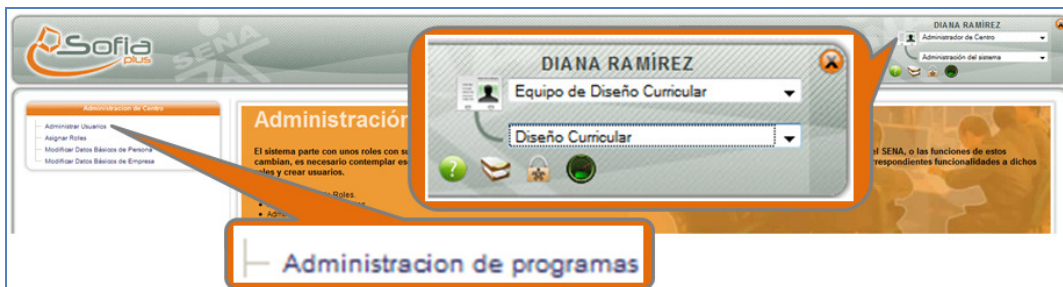 Sofia
plus
SENA
DIANA RAMÍREZ
Administrador de Centro
Administración del sistema
DIANA RAMÍREZ
Equipo de Diseño Curricular
Diseño Curricular
?
Administracion de Centro
Administrar Usuarios
Asignar Roles
Modificar Datos Básicos de Persona
Modificar Datos Básicos de Empresa
Administración
El sistema parte con unos roles con su
el SENA, o las funciones de estos
cambian, es necesario contemplar es
rrespondientes funcionalidades a dichos
roles y crear usuarios.
Roles.
Administracion de programas